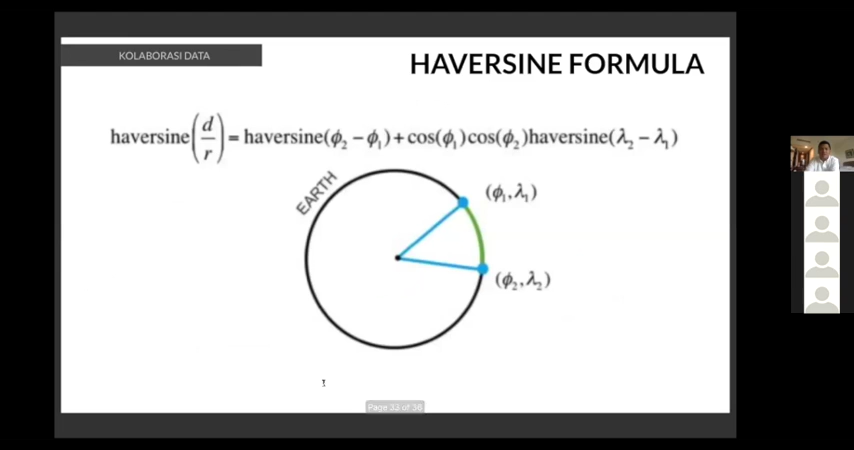 KOLABORASI DATA
HAVERSINE FORMULA
haversine(d/r) = haversine(ϕ₂ − ϕ₁) + cos(ϕ₁)cos(ϕ₂)haversine(λ₂ − λ₁)
EARTH
(ϕ₁, λ₁)
(ϕ₂, λ₂)
Page 33 of 36